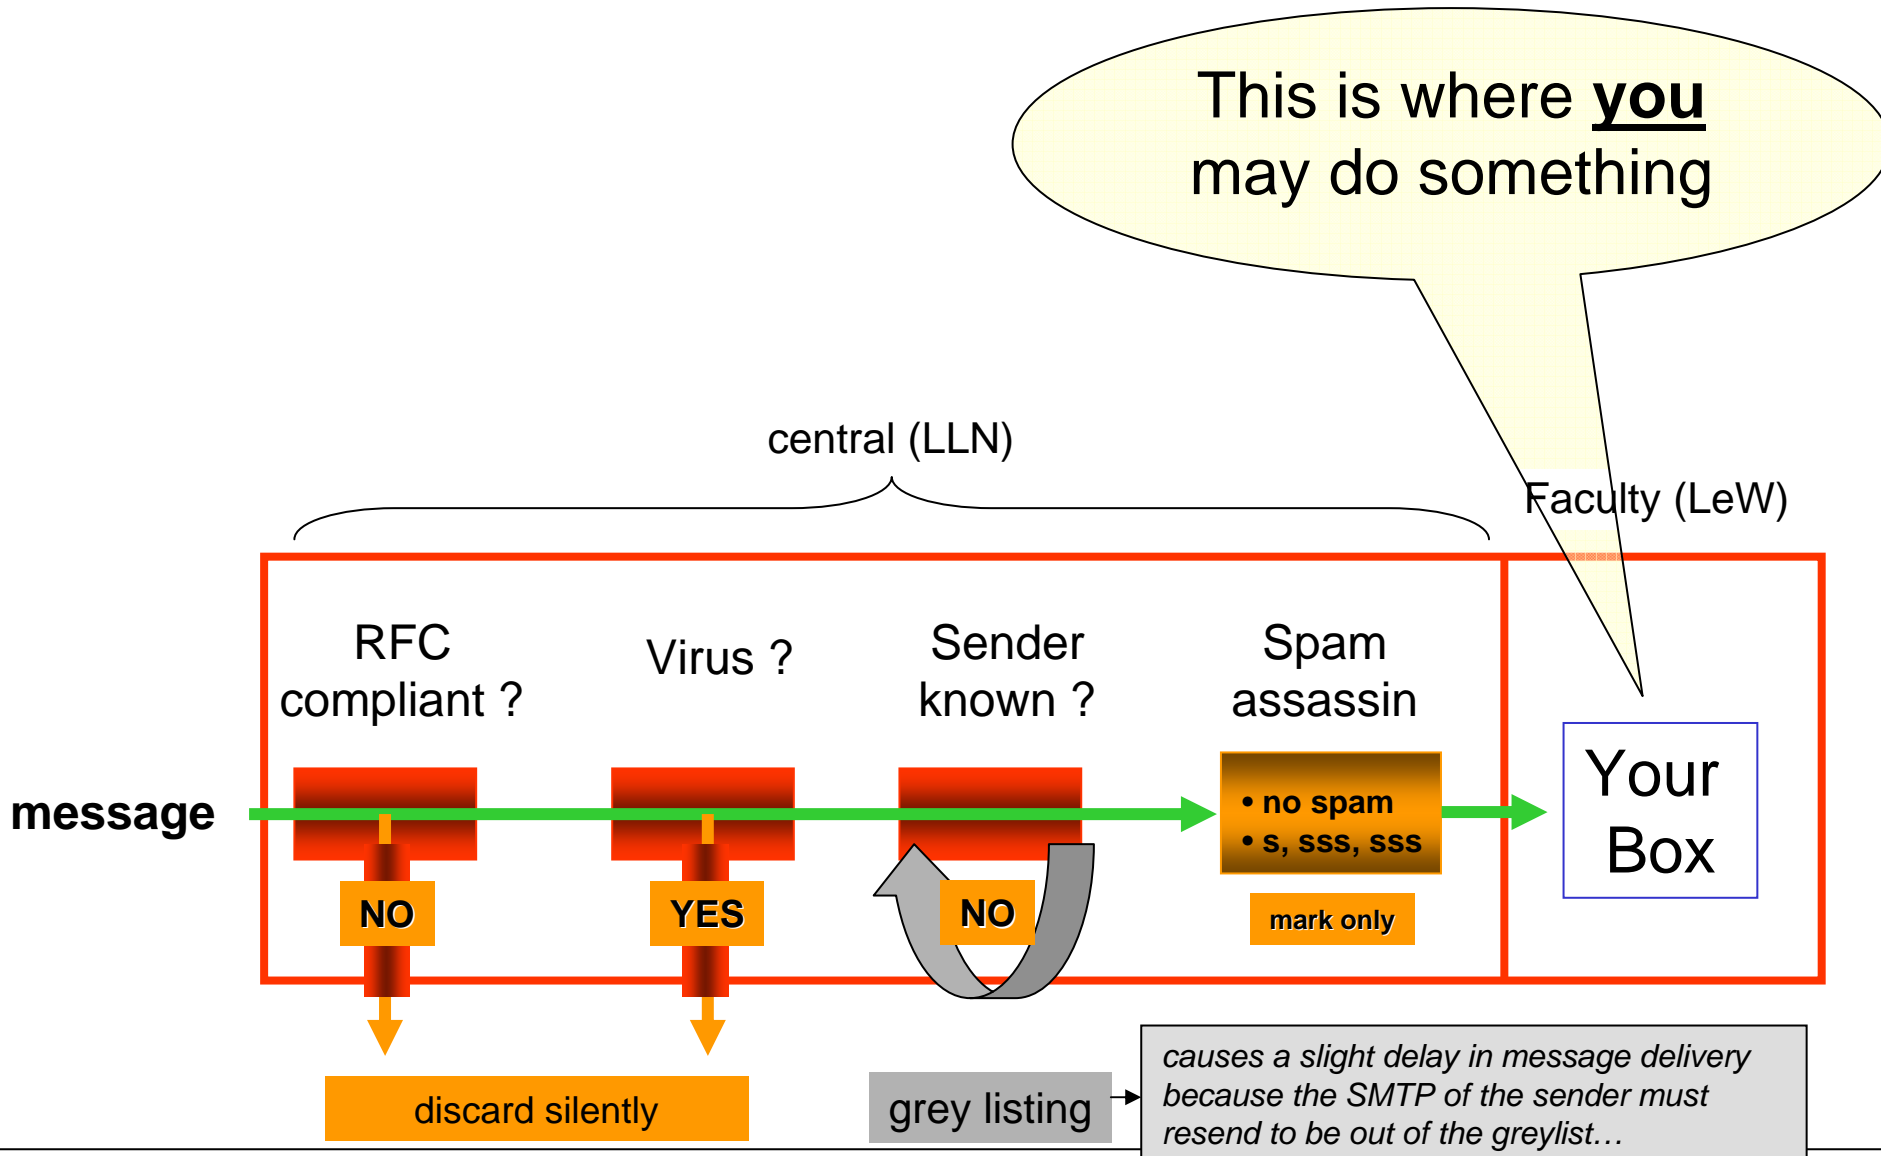 This is where you
may do something
central (LLN)
Faculty (LeW)
RFC
compliant ?
Virus ?
Sender
known ?
Spam
assassin
message
• no spam
• s, sss, sss
Your
Box
NO
YES
NO
mark only
discard silently
grey listing
causes a slight delay in message delivery
because the SMTP of the sender must
resend to be out of the greylist…